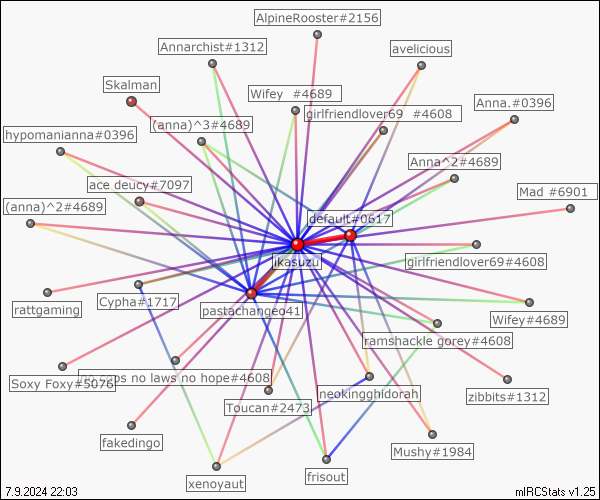 AlpineRooster#2156
Annarchist#1312
avelicious
Skalman
Wifey #4689
Anna.#0396
girlfriendlover69 #4608
(anna)^3#4689
hypomanianna#0396
Anna^2#4689
ace deucy#7097
Mad #6901
(anna)^2#4689
default#0617
ikasuzu
girlfriendlover69#4608
rattgaming
Cypha#1717
pastachangeo41
Wifey#4689
ramshackle gorey#4608
Soxy Foxy#5076
cops no laws no hope#4608
neokingghidorah
zibbits#1312
Toucan#2473
fakedingo
Mushy#1984
xenoyaut
frisout
7.9.2024 22:03
mIRCStats v1.25